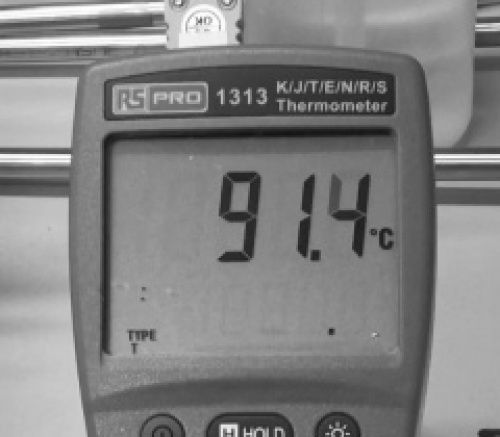 RS PRO 1313 K/J/T/E/N/R/S
Thermometer
91.4 °C
TYPE
T
H HOLD